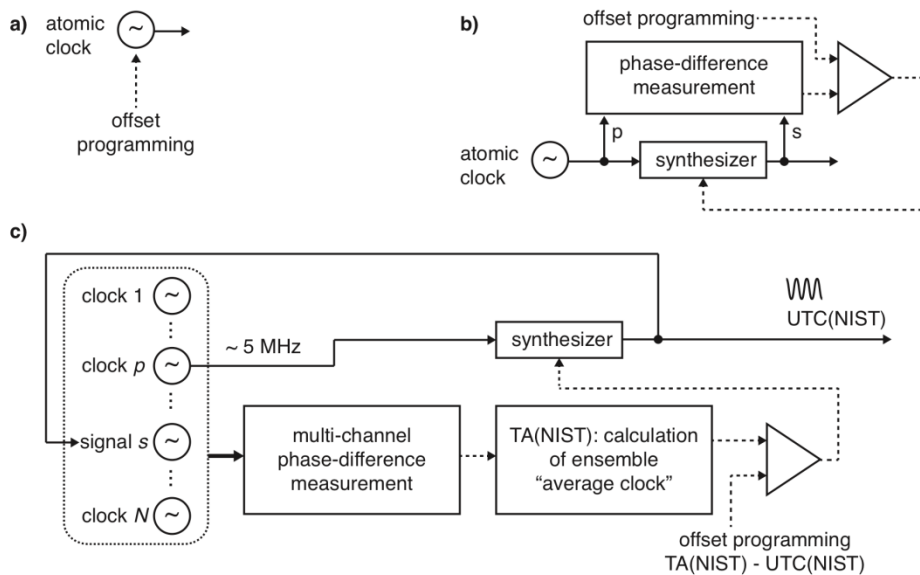 a)
atomic
clock
~
offset
programming
b)
offset programming
phase-difference
measurement
p
s
atomic
clock
~
synthesizer
c)
clock 1
~
clock p
~
~ 5 MHz
synthesizer
UTC(NIST)
signal s
~
clock N
~
multi-channel
phase-difference
measurement
TA(NIST): calculation
of ensemble
“average clock”
offset programming
TA(NIST) - UTC(NIST)